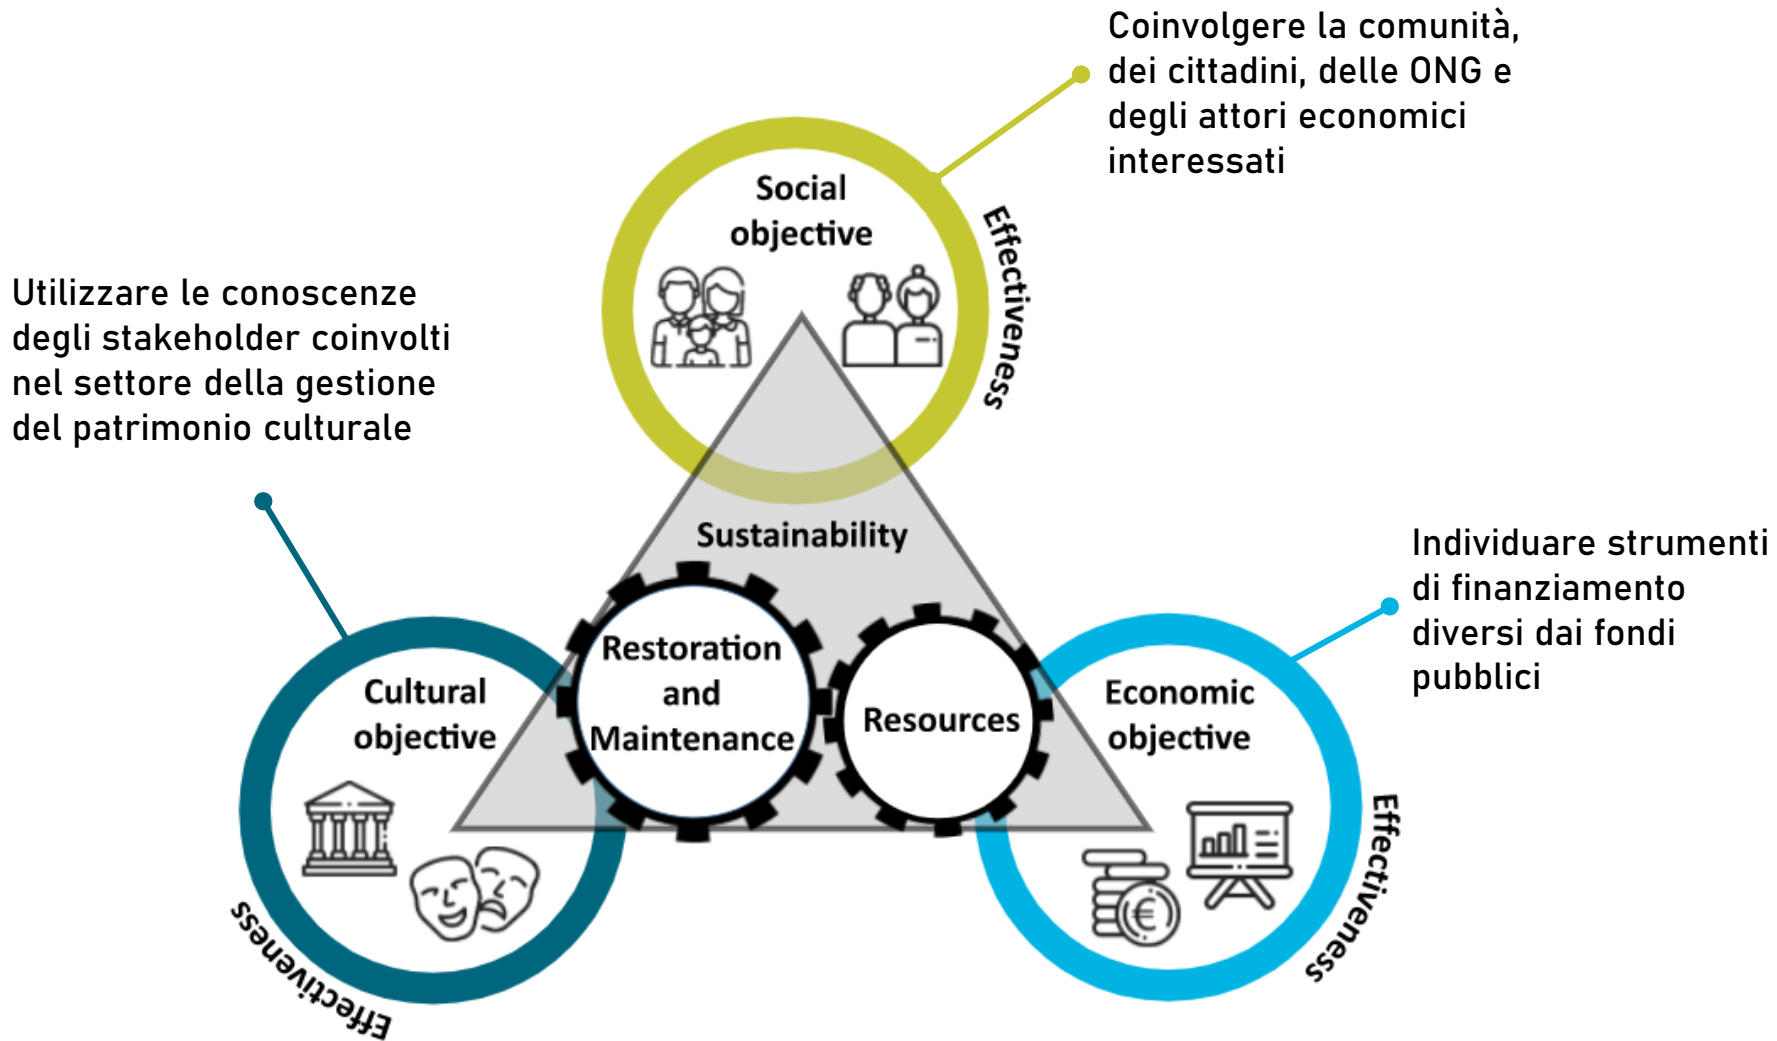 Coinvolgere la comunità,
dei cittadini, delle ONG e
degli attori economici
interessati
Social
objective
Effectiveness
Utilizzare le conoscenze
degli stakeholder coinvolti
nel settore della gestione
del patrimonio culturale
Sustainability
Individuare strumenti
di finanziamento
diversi dai fondi
pubblici
Restoration
and
Maintenance
Resources
Cultural
objective
Effectiveness
Economic
objective
Effectiveness